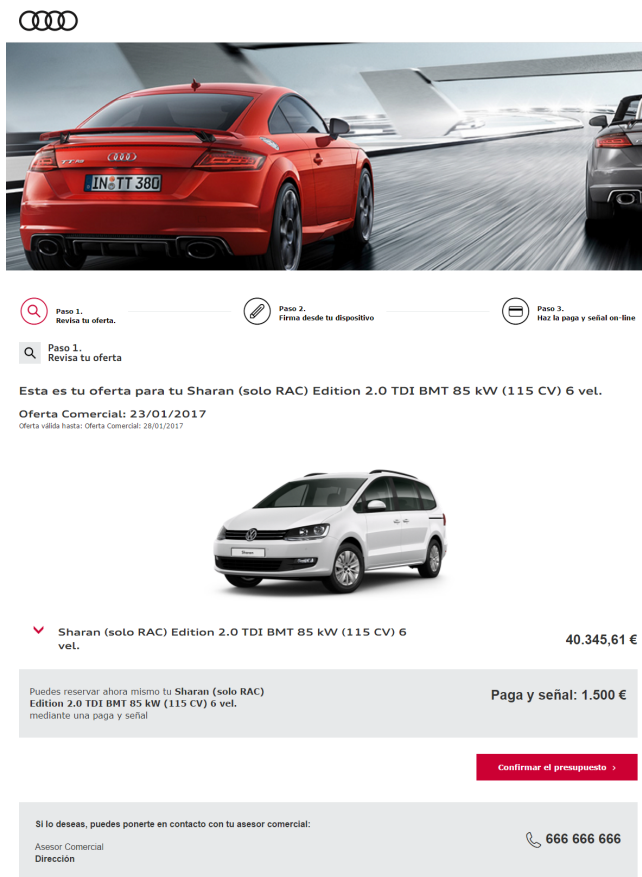 TT RS
IN TT 380
Paso 1.
Revisa tu oferta.
Paso 2.
Firma desde tu dispositivo
Paso 3.
Haz la paga y señal on-line
Paso 1.
Revisa tu oferta
Esta es tu oferta para tu Sharan (solo RAC) Edition 2.0 TDI BMT 85 kW (115 CV) 6 vel.
Oferta Comercial: 23/01/2017
Oferta válida hasta: Oferta Comercial: 28/01/2017
Sharan
Sharan (solo RAC) Edition 2.0 TDI BMT 85 kW (115 CV) 6
vel.
40.345,61 €
Puedes reservar ahora mismo tu Sharan (solo RAC)
Edition 2.0 TDI BMT 85 kW (115 CV) 6 vel.
mediante una paga y señal
Paga y señal: 1.500 €
Confirmar el presupuesto ›
Si lo deseas, puedes ponerte en contacto con tu asesor comercial:
Asesor Comercial
Dirección
666 666 666